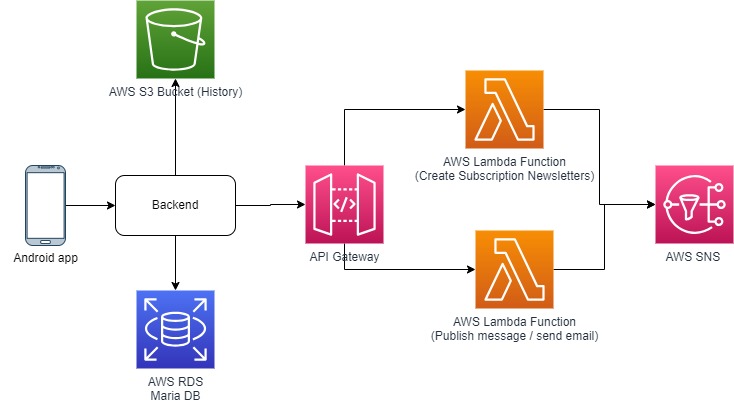 AWS S3 Bucket (History)
AWS Lambda Function
(Create Subscription Newsletters)
Backend
Android app
API Gateway
AWS SNS
AWS Lambda Function
(Publish message / send email)
AWS RDS
Maria DB